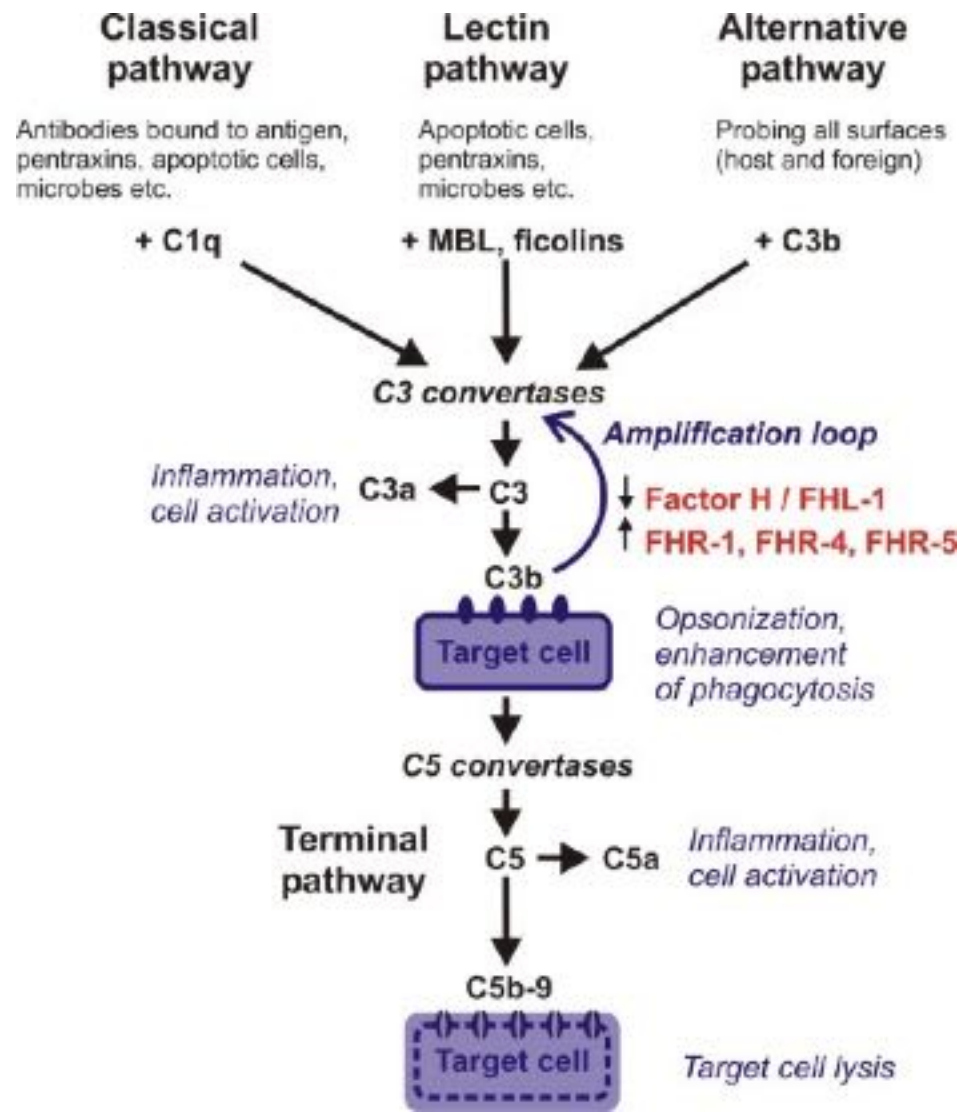 Classical
pathway
Lectin
pathway
Alternative
pathway
Antibodies bound to antigen,
pentraxins, apoptotic cells,
microbes etc.
Apoptotic cells,
pentraxins,
microbes etc.
Probing all surfaces
(host and foreign)
+ C1q
+ MBL, ficolins
+ C3b
C3 convertases
Amplification loop
Inflammation,
cell activation
C3a
C3
Factor H / FHL-1
FHR-1, FHR-4, FHR-5
C3b
Target cell
Opsonization,
enhancement
of phagocytosis
C5 convertases
Terminal
pathway
C5
C5a
Inflammation,
cell activation
C5b-9
Target cell
Target cell lysis